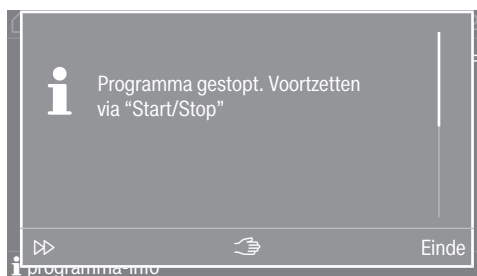 Programma gestopt. Voortzetten
via “Start/Stop”
Einde
programma-info